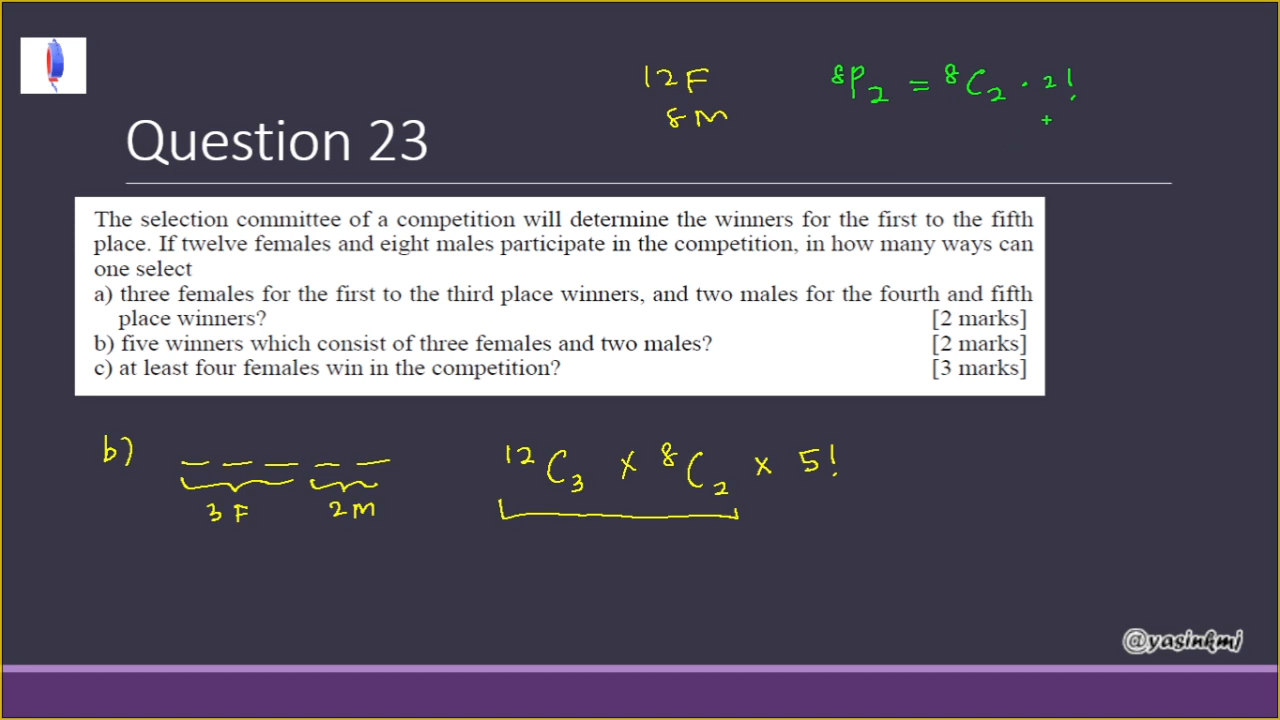 12F
8M
⁸P₂ = ⁸C₂ · 2!
Question 23
The selection committee of a competition will determine the winners for the first to the fifth
place. If twelve females and eight males participate in the competition, in how many ways can
one select
a) three females for the first to the third place winners, and two males for the fourth and fifth
place winners? [2 marks]
b) five winners which consist of three females and two males? [2 marks]
c) at least four females win in the competition? [3 marks]
b) _ _ _ _ _ ¹²C₃ × ⁸C₂ × 5!
3F 2M
@yasinkmj